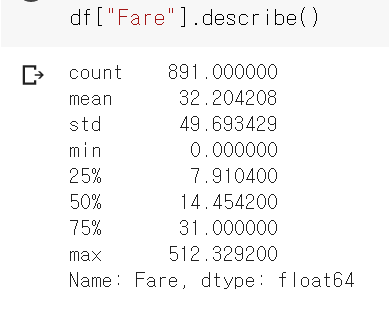 df["Fare"].describe()
count 891.000000
mean 32.204208
std 49.693429
min 0.000000
25% 7.910400
50% 14.454200
75% 31.000000
max 512.329200
Name: Fare, dtype: float64